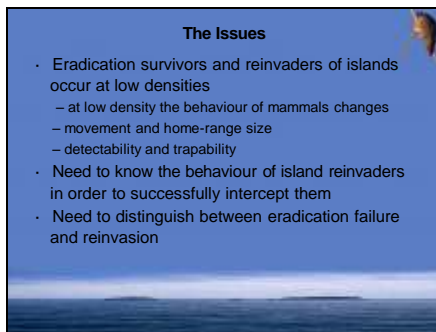 The Issues
· Eradication survivors and reinvaders of islands
occur at low densities
– at low density the behaviour of mammals changes
– movement and home-range size
– detectability and trapability
· Need to know the behaviour of island reinvaders
in order to successfully intercept them
· Need to distinguish between eradication failure
and reinvasion